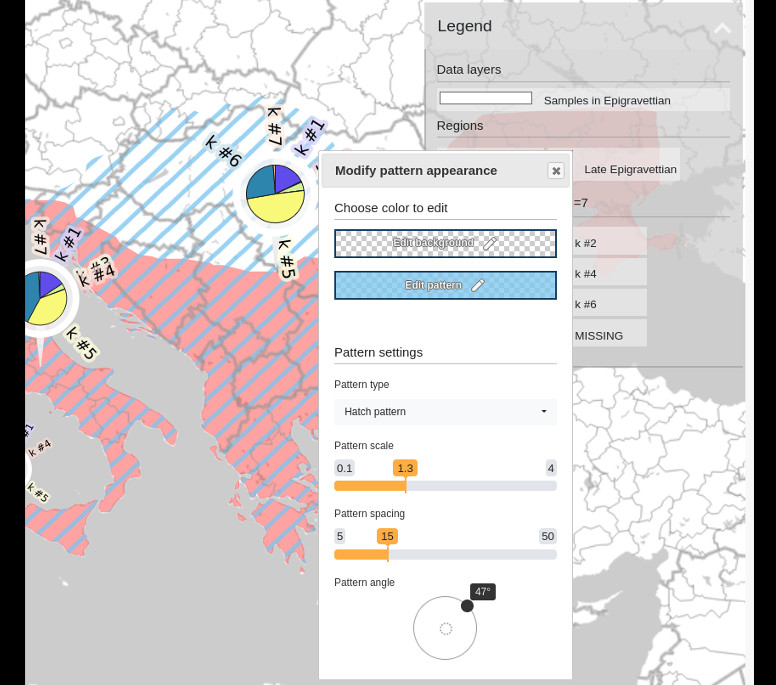 Legend
Data layers
Samples in Epigravettian
Regions
Late Epigravettian
=7
k #2
k #4
k #6
MISSING
k #7
k #1
k #6
k #5
k #7
k #1
k #4
k #5
k #4
k #5
Modify pattern appearance
Choose color to edit
Edit background
Edit pattern
Pattern settings
Pattern type
Hatch pattern
Pattern scale
0.1 1.3 4
Pattern spacing
5 15 50
Pattern angle
47°